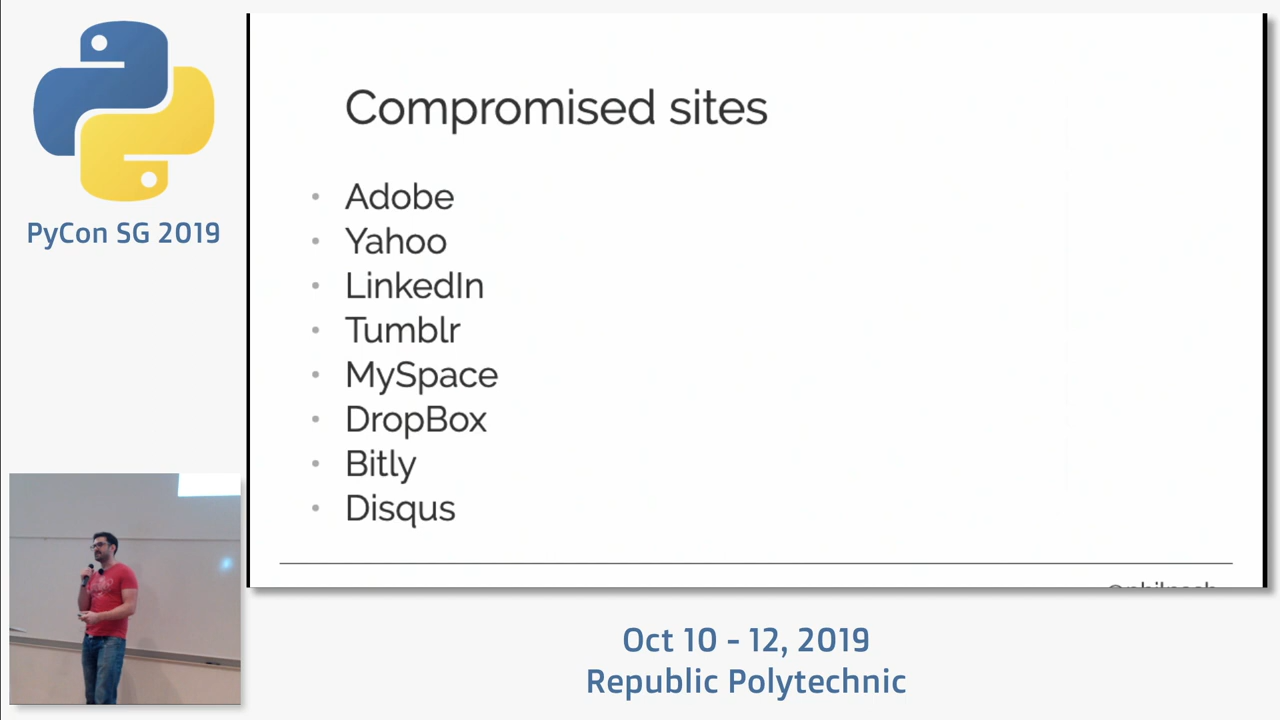 PyCon SG 2019
Compromised sites
Adobe
Yahoo
LinkedIn
Tumblr
MySpace
DropBox
Bitly
Disqus
Oct 10 - 12, 2019
Republic Polytechnic